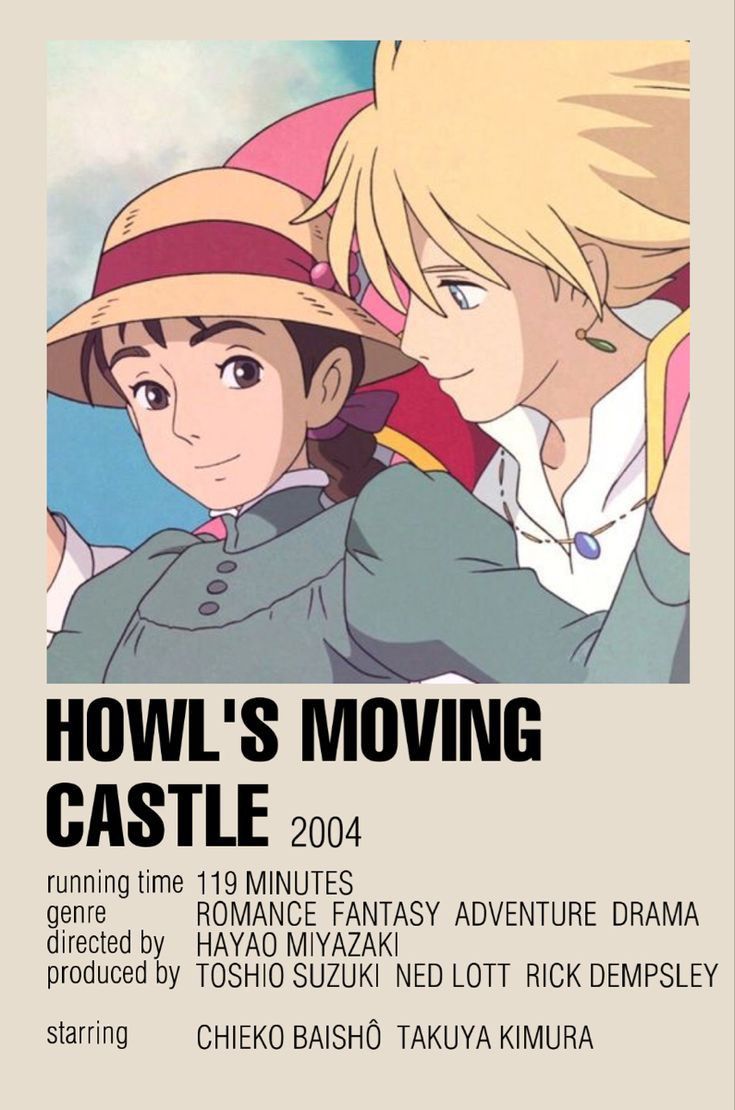 HOWL'S MOVING
CASTLE 2004
running time 119 MINUTES
genre ROMANCE FANTASY ADVENTURE DRAMA
directed by HAYAO MIYAZAKI
produced by TOSHIO SUZUKI NED LOTT RICK DEMPSLEY
starring CHIEKO BAISHÔ TAKUYA KIMURA